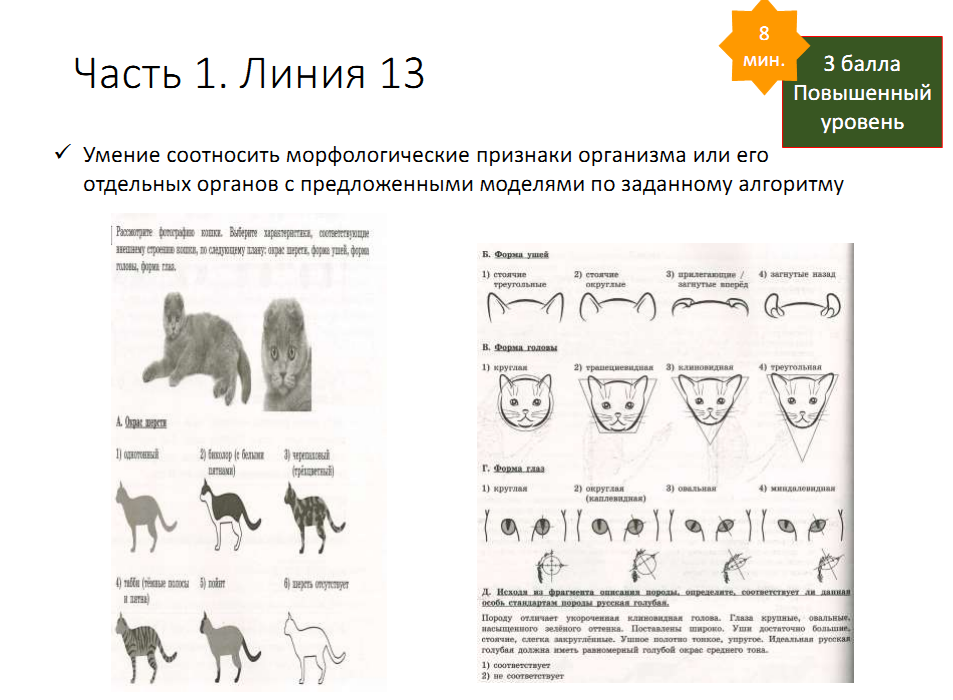 8
мин.
3 балла
Повышенный
уровень
Часть 1. Линия 13
✓ Умение соотносить морфологические признаки организма или его
отдельных органов с предложенными моделями по заданному алгоритму
Рассмотрите фотографию кошки. Выберите характеристики, соответствующие
внешнему строению кошки, по следующему плану: окрас шерсти, форма ушей, форма
головы, форма глаз.
А. Окрас шерсти
1) однотонный
2) биколор (с белыми
пятнами)
3) черепаховый
(трёхцветный)
4) табби (тёмные полосы
и пятна)
5) пойнт
6) шерсть отсутствует
Б. Форма ушей
1) стоячие
треугольные
2) стоячие
округлые
3) прилегающие /
загнутые вперёд
4) загнутые назад
В. Форма головы
1) круглая
2) трапециевидная
3) клиновидная
4) треугольная
Г. Форма глаз
1) круглая
2) округлая
(каплевидная)
3) овальная
4) миндалевидная
Д. Исходя из фрагмента описания породы, определите, соответствует ли данная
особь стандартам породы русская голубая.
Породу отличает укороченная клиновидная голова. Глаза крупные, овальные,
насыщенного зелёного оттенка. Поставлены широко. Уши достаточно большие,
стоячие, слегка закруглённые. Ушное полотно тонкое, упругое. Идеальная русская
голубая должна иметь равномерный голубой окрас среднего тона.
1) соответствует
2) не соответствует